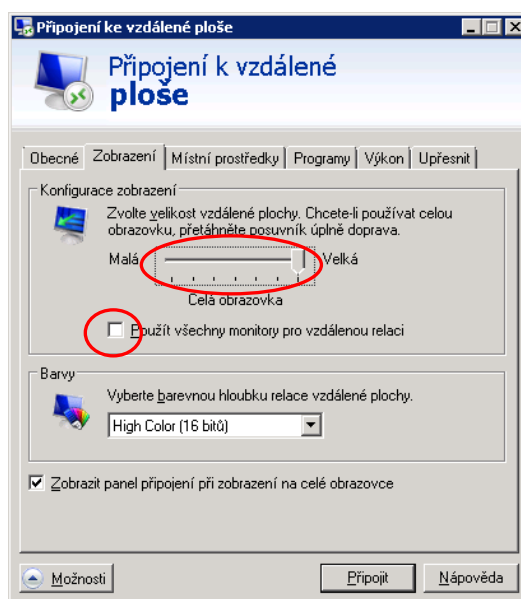 Připojení ke vzdálené ploše
Připojení k vzdálené
ploše
Obecné Zobrazení Místní prostředky Programy Výkon Upřesnit
Konfigurace zobrazení
Zvolte velikost vzdálené plochy. Chcete-li používat celou
obrazovku, přetáhněte posuvník úplně doprava.
Malá Velká
Celá obrazovka
Použít všechny monitory pro vzdálenou relaci
Barvy
Vyberte barevnou hloubku relace vzdálené plochy.
High Color (16 bitů)
Zobrazit panel připojení při zobrazení na celé obrazovce
Možnosti Připojit Nápověda